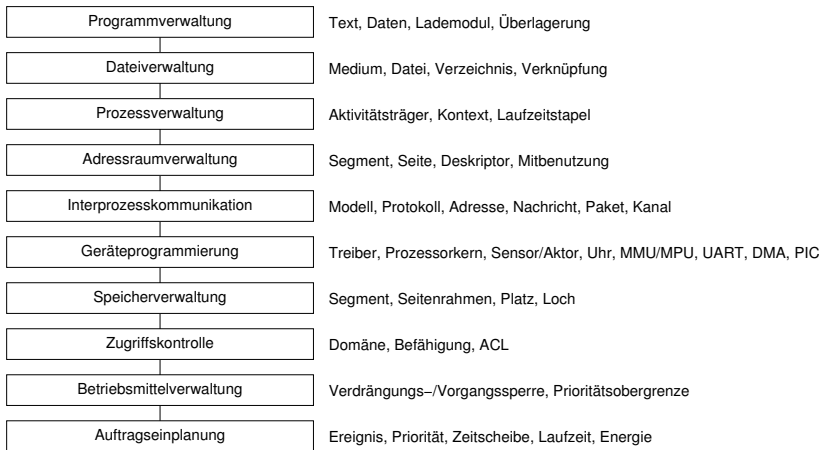 Programmverwaltung Text, Daten, Lademodul, Überlagerung
Dateiverwaltung Medium, Datei, Verzeichnis, Verknüpfung
Prozessverwaltung Aktivitätsträger, Kontext, Laufzeitstapel
Adressraumverwaltung Segment, Seite, Deskriptor, Mitbenutzung
Interprozesskommunikation Modell, Protokoll, Adresse, Nachricht, Paket, Kanal
Geräteprogrammierung Treiber, Prozessorkern, Sensor/Aktor, Uhr, MMU/MPU, UART, DMA, PIC
Speicherverwaltung Segment, Seitenrahmen, Platz, Loch
Zugriffskontrolle Domäne, Befähigung, ACL
Betriebsmittelverwaltung Verdrängungs−/Vorgangssperre, Prioritätsobergrenze
Auftragseinplanung Ereignis, Priorität, Zeitscheibe, Laufzeit, Energie